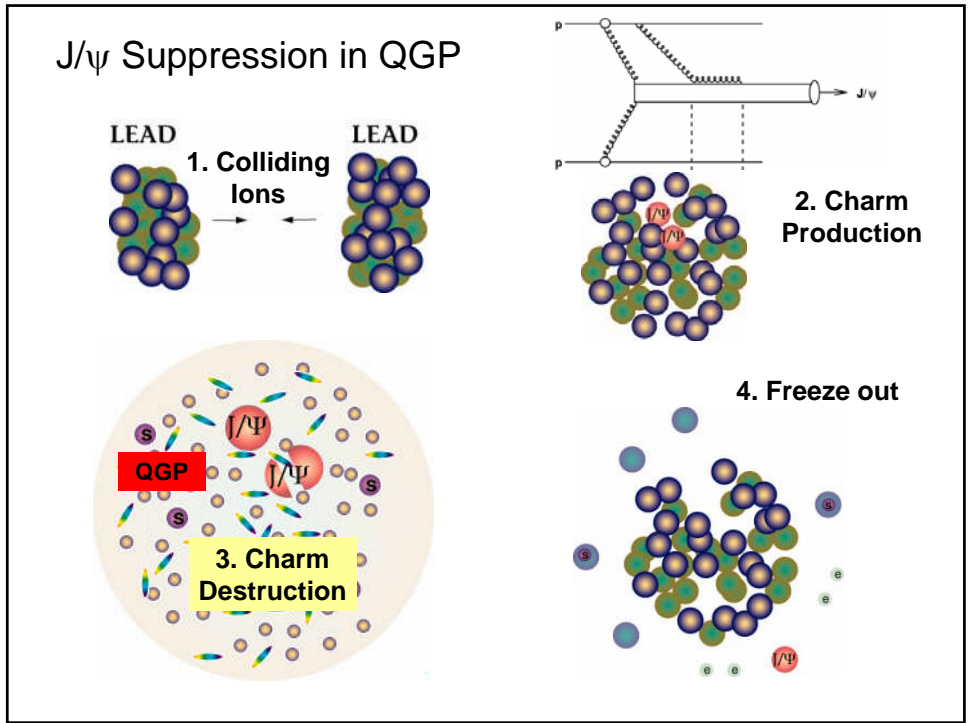 J/ψ Suppression in QGP
p
J/ψ
p
LEAD
LEAD
1. Colliding
Ions
2. Charm
Production
J/Ψ
J/Ψ
4. Freeze out
J/Ψ
J/Ψ
s
QGP
s
s
3. Charm
Destruction
s
s
e
e
e
e
J/Ψ